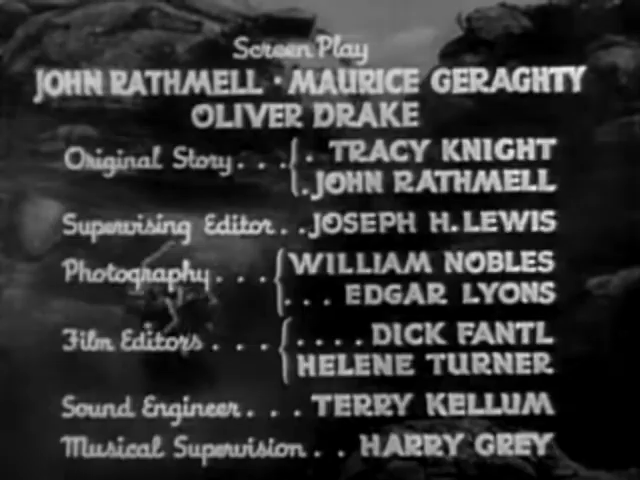 Screen Play
JOHN RATHMELL · MAURICE GERAGHTY
OLIVER DRAKE
Original Story . . . { . TRACY KNIGHT
. JOHN RATHMELL
Supervising Editor . . JOSEPH H. LEWIS
Photography . . . { WILLIAM NOBLES
. . . EDGAR LYONS
Film Editors . . . { . . . . DICK FANTL
HELENE TURNER
Sound Engineer . . . TERRY KELLUM
Musical Supervision . . HARRY GREY